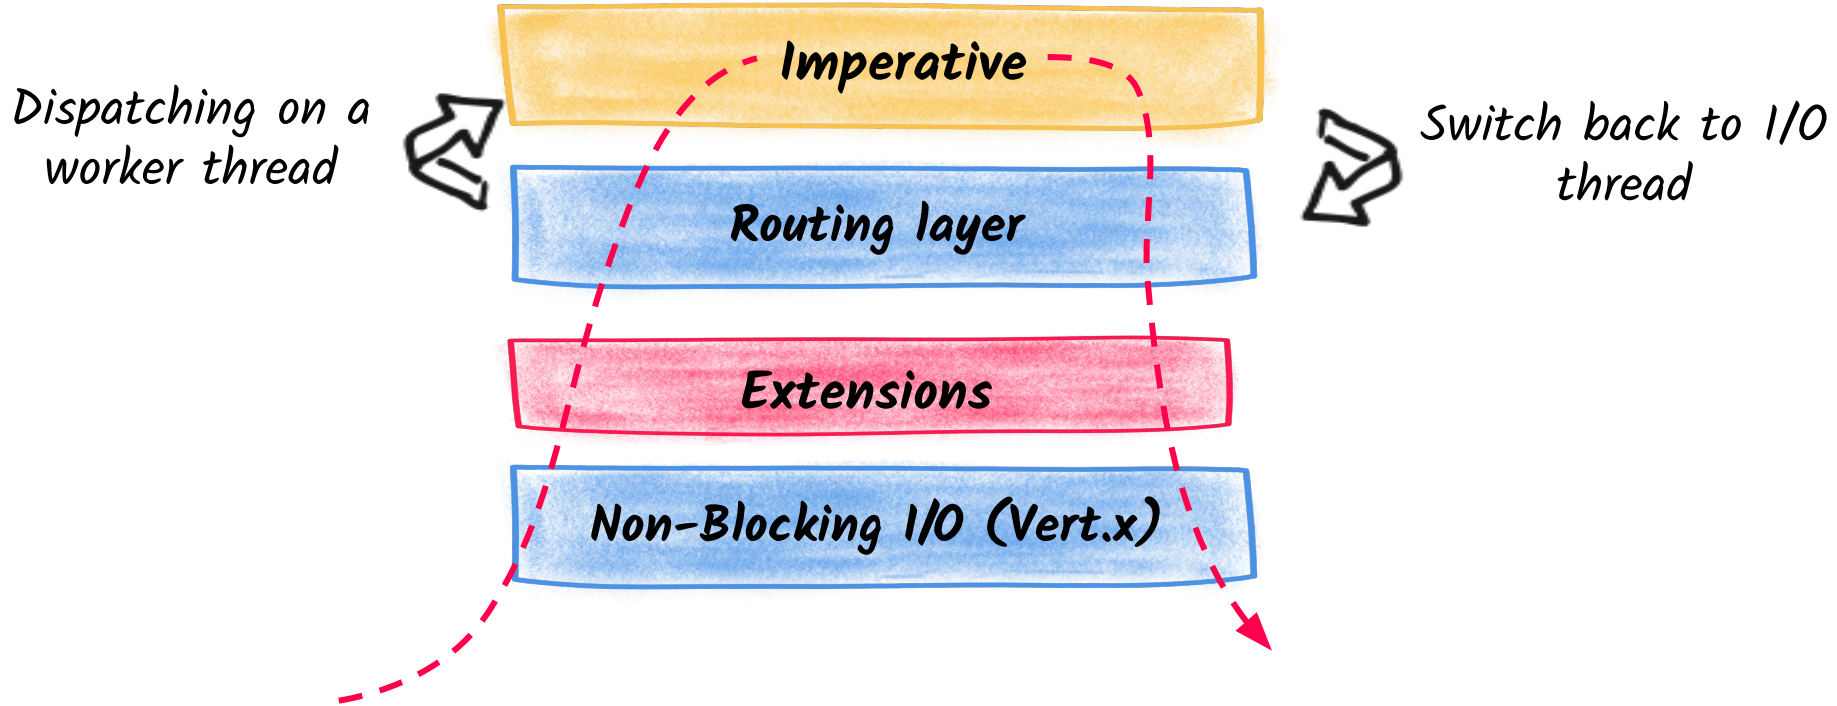 Imperative
Dispatching on a
worker thread
Switch back to I/O
thread
Routing layer
Extensions
Non-Blocking I/O (Vert.x)